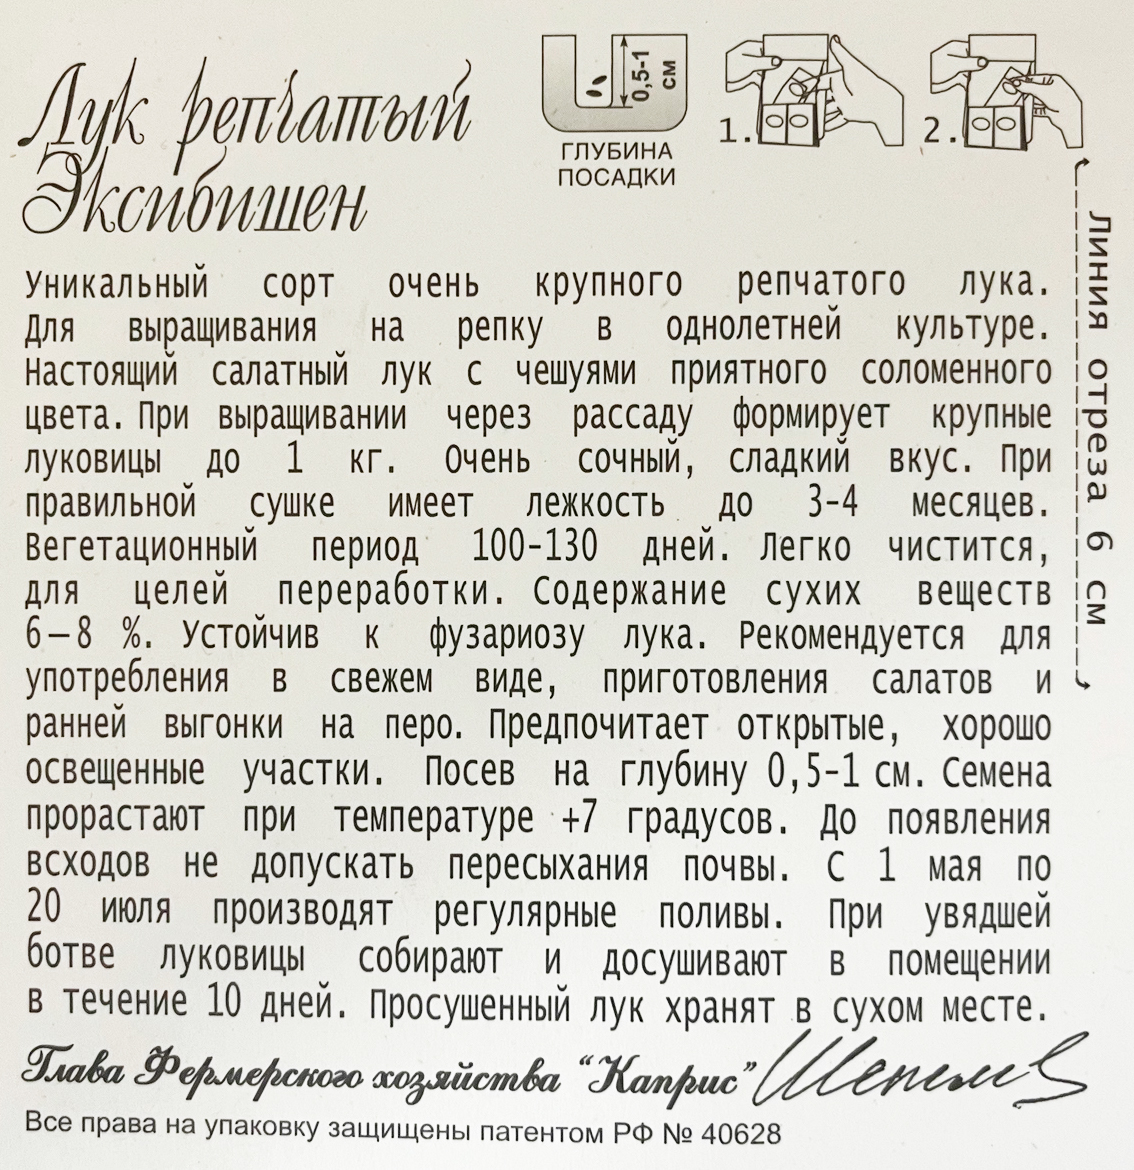 Лук репчатый
Эксибишен
0,5-1 см
ГЛУБИНА
ПОСАДКИ
1.
2.
линия отреза 6 см
Уникальный сорт очень крупного репчатого лука.
Для выращивания на репку в однолетней культуре.
Настоящий салатный лук с чешуями приятного соломенного
цвета. При выращивании через рассаду формирует крупные
луковицы до 1 кг. Очень сочный, сладкий вкус. При
правильной сушке имеет лежкость до 3-4 месяцев.
Вегетационный период 100-130 дней. Легко чистится,
для целей переработки. Содержание сухих веществ
6–8 %. Устойчив к фузариозу лука. Рекомендуется для
употребления в свежем виде, приготовления салатов и
ранней выгонки на перо. Предпочитает открытые, хорошо
освещенные участки. Посев на глубину 0,5-1 см. Семена
прорастают при температуре +7 градусов. До появления
всходов не допускать пересыхания почвы. С 1 мая по
20 июля производят регулярные поливы. При увядшей
ботве луковицы собирают и досушивают в помещении
в течение 10 дней. Просушенный лук хранят в сухом месте.
Глава Фермерского хозяйства "Каприс"
Все права на упаковку защищены патентом РФ № 40628